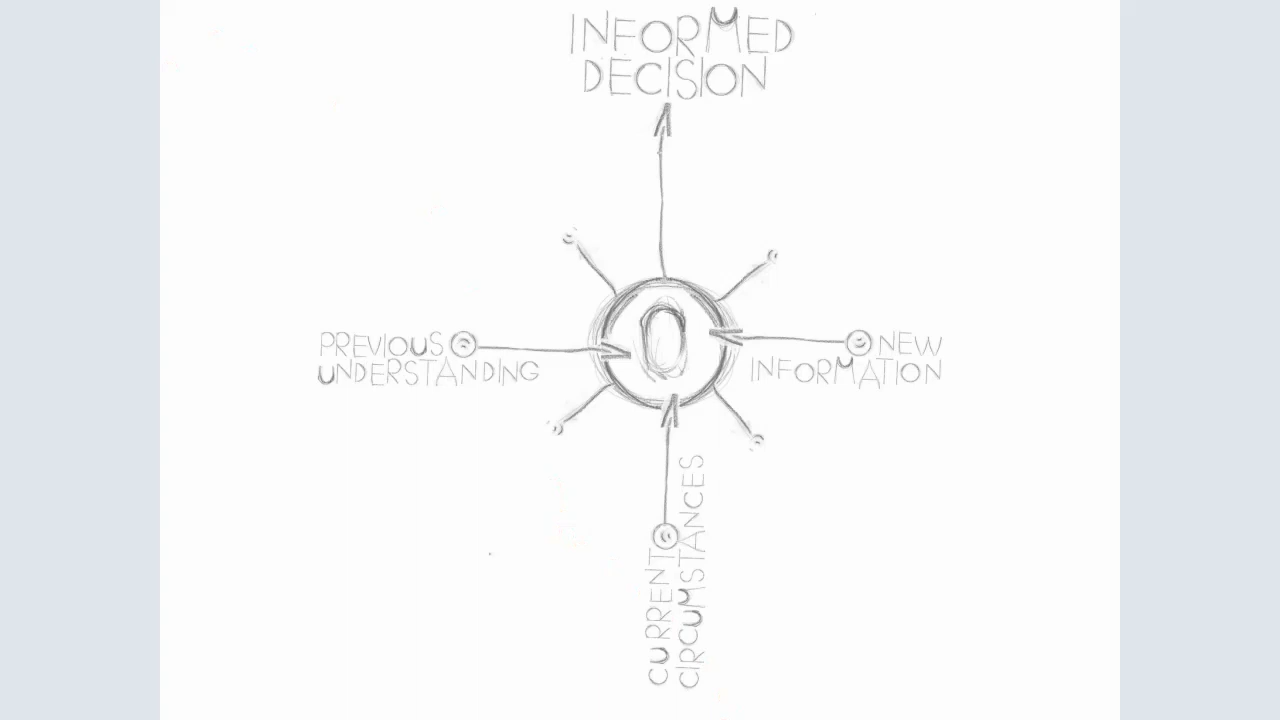 INFORMED
DECISION
PREVIOUS
UNDERSTANDING
NEW
INFORMATION
CURRENT
CIRCUMSTANCES